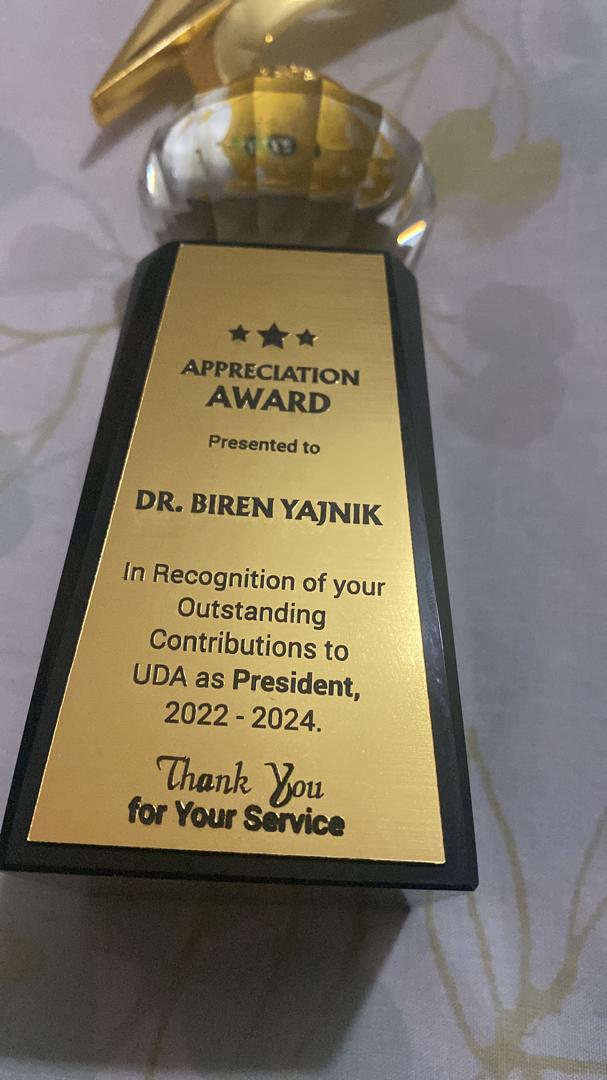 APPRECIATION
AWARD
Presented to
DR. BIREN YAJNIK
In Recognition of your
Outstanding
Contributions to
UDA as President,
2022 - 2024.
Thank You
for Your Service